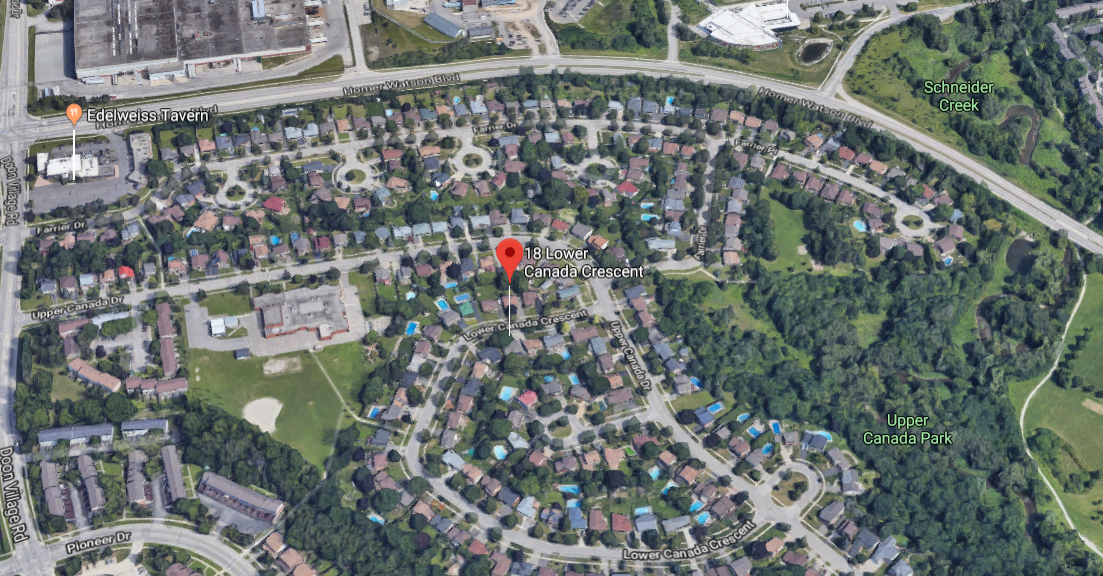 Homer Watson Blvd
Homer Watson Blvd
Schneider
Creek
Edelweiss Tavern
Farrier Dr
Doon Village Rd
Farrier Dr
18 Lower
Canada Crescent
Upper Canada Dr
Lower Canada Crescent
Upper Canada Dr
Upper
Canada Park
Doon Village Rd
Pioneer Dr
Lower Canada Crescent